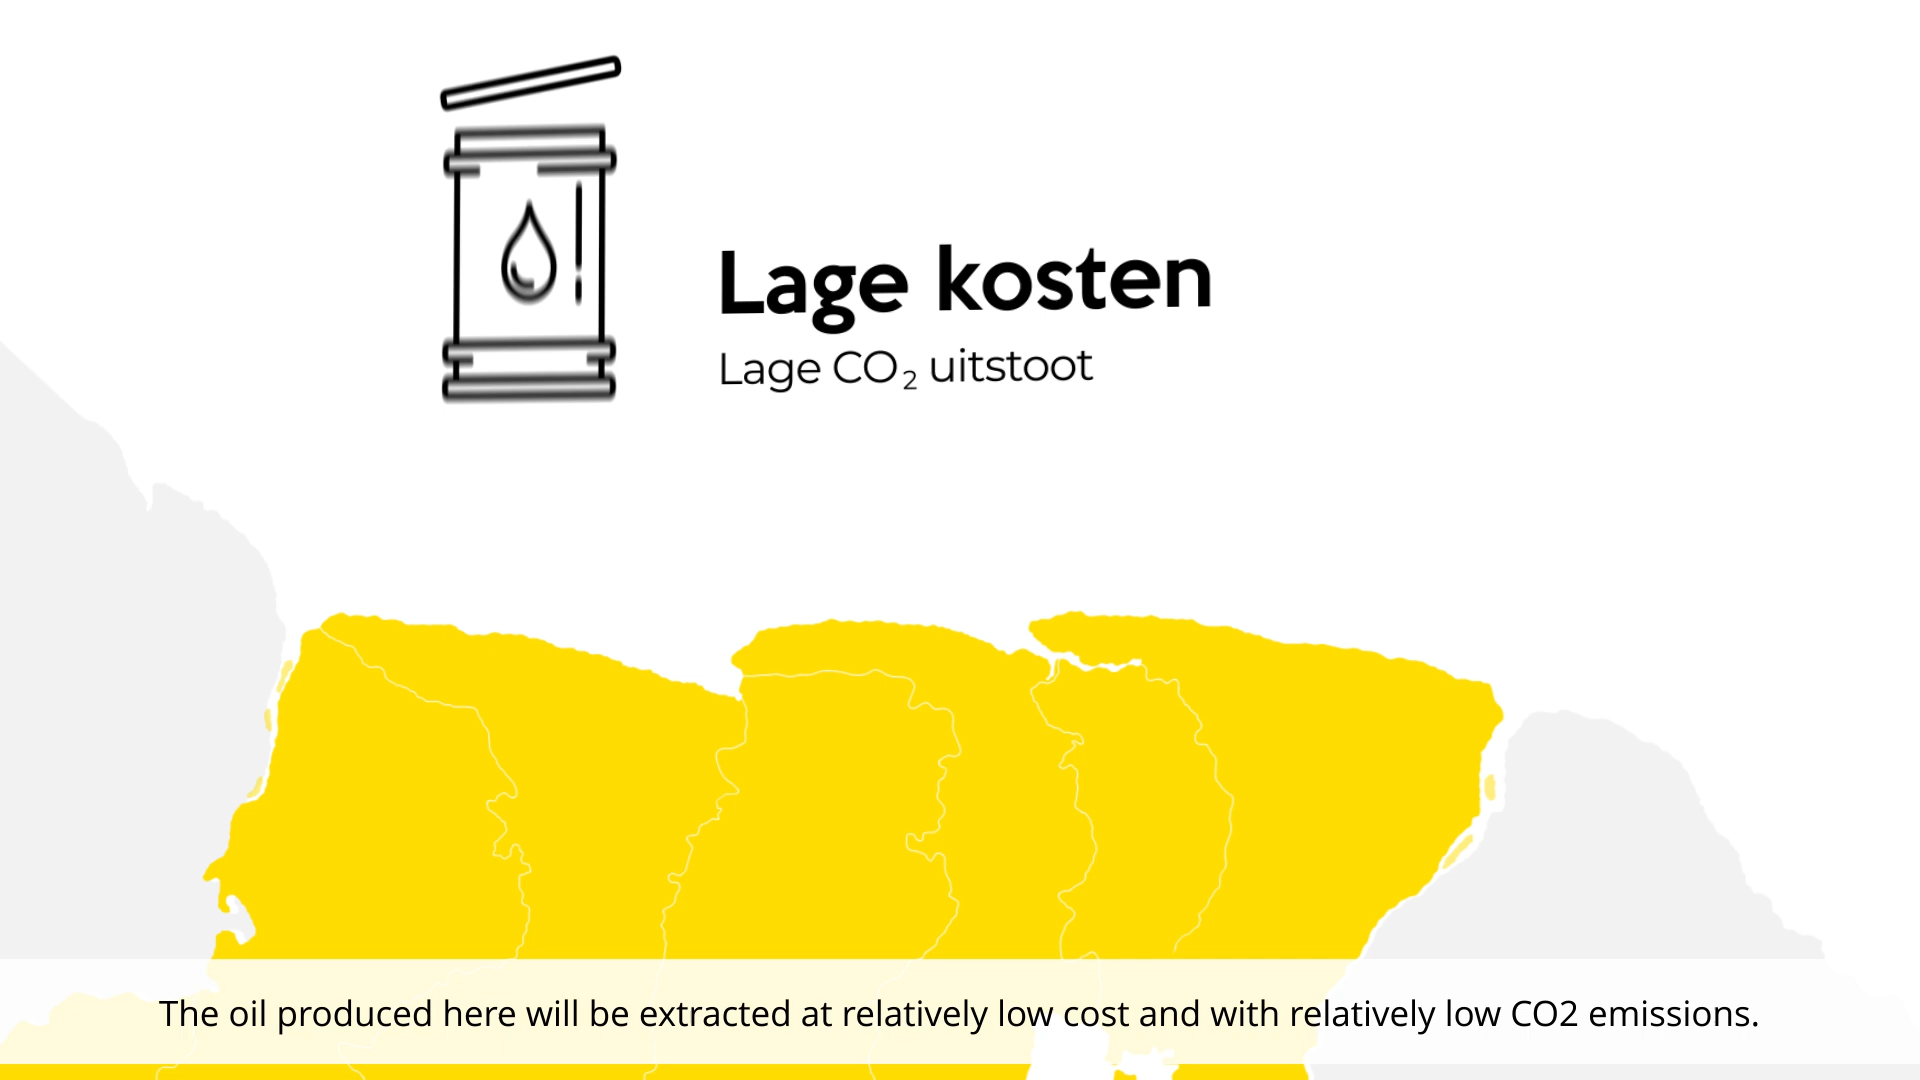 Lage kosten
Lage CO₂ uitstoot
The oil produced here will be extracted at relatively low cost and with relatively low CO2 emissions.